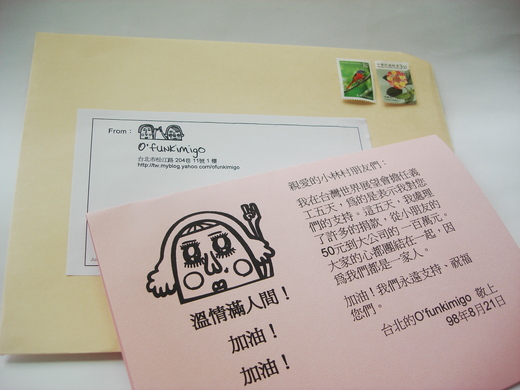 From：
O'funkimigo
台北市松江路 204巷 11號 1 樓
http://tw.myblog.yahoo.com/ofunkimigo
親愛的小林村朋友們：
我在台灣世界展望會擔任義
工五天，為的是表示我對您
們的支持。這五天，我處理
了許多的捐款，從小朋友的
50元到大公司的一百萬元。
大家的心都團結在一起，因
為我們都是一家人。
加油！我們永遠支持、祝福
您們。
台北的O'funkimigo 敬上
98年8月21日
溫情滿人間！
加油！
加油！